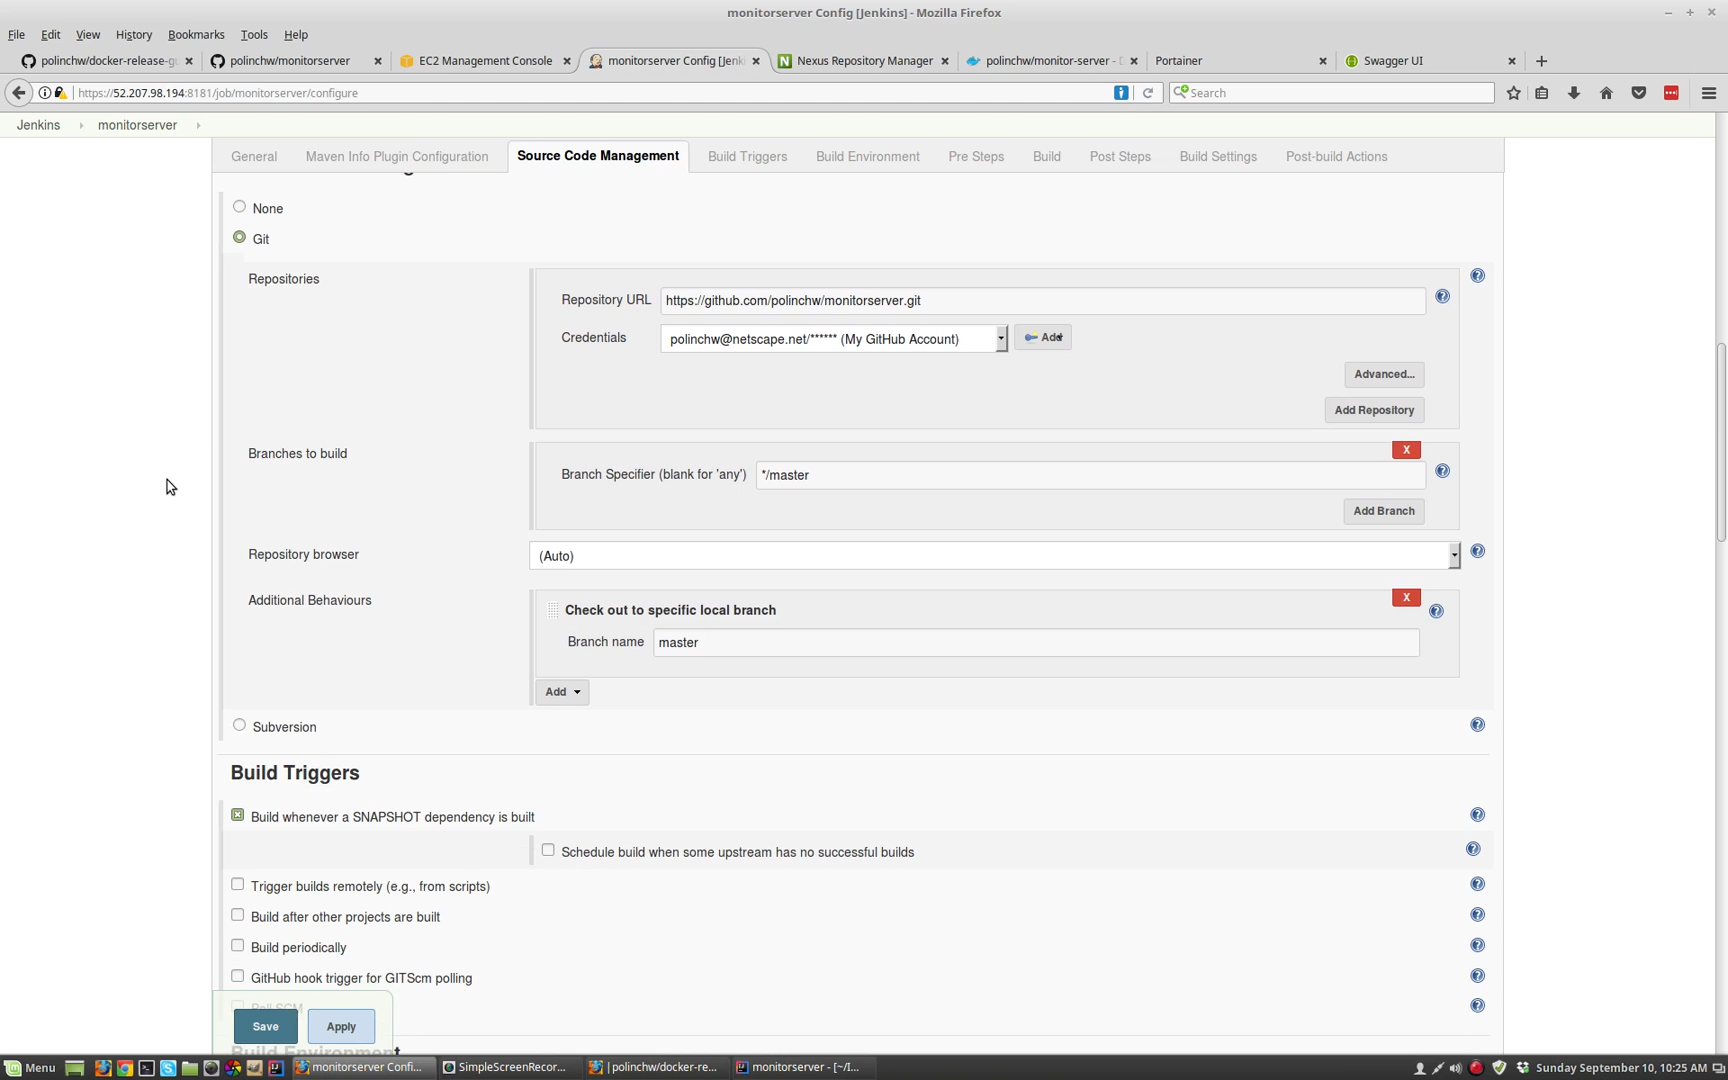 monitorserver Config [Jenkins] - Mozilla Firefox
File Edit View History Bookmarks Tools Help
polinchw/docker-release-gu polinchw/monitorserver EC2 Management Console monitorserver Config [Jenki Nexus Repository Manager polinchw/monitor-server - D Portainer Swagger UI
https://52.207.98.194:8181/job/monitorserver/configure Search
Jenkins monitorserver
General Maven Info Plugin Configuration Source Code Management Build Triggers Build Environment Pre Steps Build Post Steps Build Settings Post-build Actions
None
Git
Repositories
Repository URL https://github.com/polinchw/monitorserver.git
Credentials polinchw@netscape.net/****** (My GitHub Account) Add
Advanced...
Add Repository
Branches to build
X
Branch Specifier (blank for 'any') */master
Add Branch
Repository browser (Auto)
Additional Behaviours
X
Check out to specific local branch
Branch name master
Add
Subversion
Build Triggers
Build whenever a SNAPSHOT dependency is built
Schedule build when some upstream has no successful builds
Trigger builds remotely (e.g., from scripts)
Build after other projects are built
Build periodically
GitHub hook trigger for GITScm polling
Poll SCM
Save Apply
Build Environment
Menu monitorserver Confi... SimpleScreenRecor... | polinchw/docker-re... monitorserver - [~/I... Sunday September 10, 10:25 AM